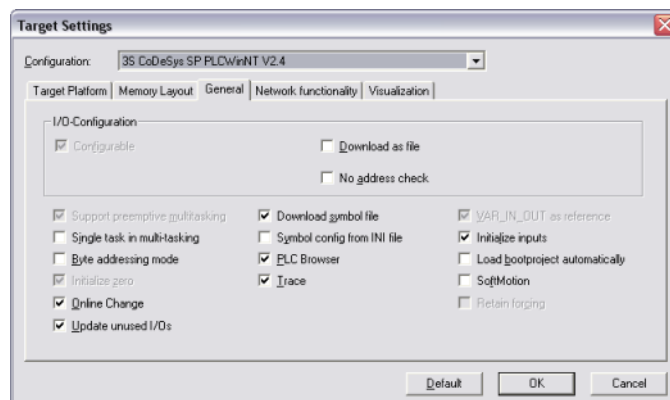 Target Settings
Configuration: 3S CoDeSys SP PLCWinNT V2.4
Target Platform Memory Layout General Network functionality Visualization
I/O-Configuration
Configurable Download as file
No address check
Support preemptive multitasking Download symbol file VAR_IN_OUT as reference
Single task in multi-tasking Symbol config from INI file Initialize inputs
Byte addressing mode PLC Browser Load bootproject automatically
Initialize zero Trace SoftMotion
Online Change Retain forcing
Update unused I/Os
Default OK Cancel